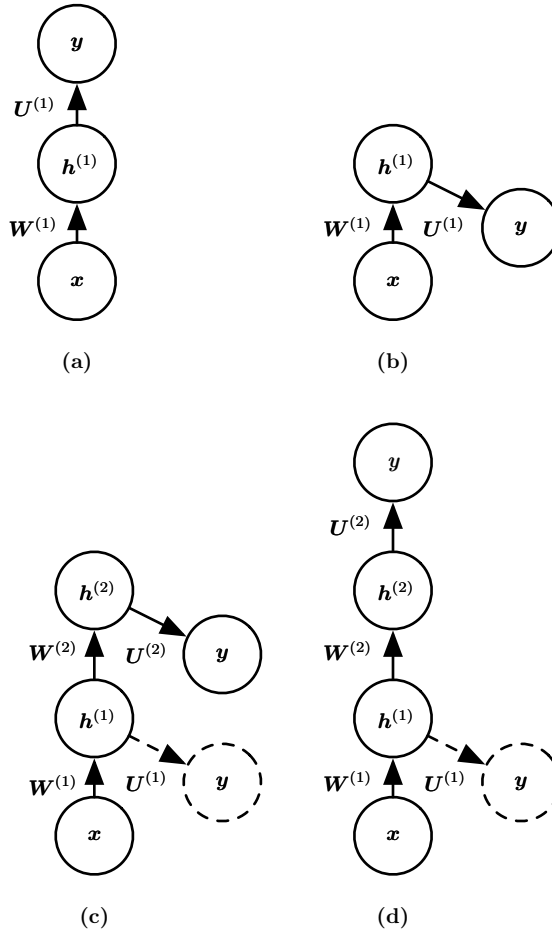 y
U^(1)
h^(1)
h^(1)
W^(1)
W^(1)
U^(1)
y
x
x
(a)
(b)
y
U^(2)
h^(2)
h^(2)
W^(2)
U^(2)
y
W^(2)
h^(1)
h^(1)
W^(1)
U^(1)
y
W^(1)
U^(1)
y
x
x
(c)
(d)